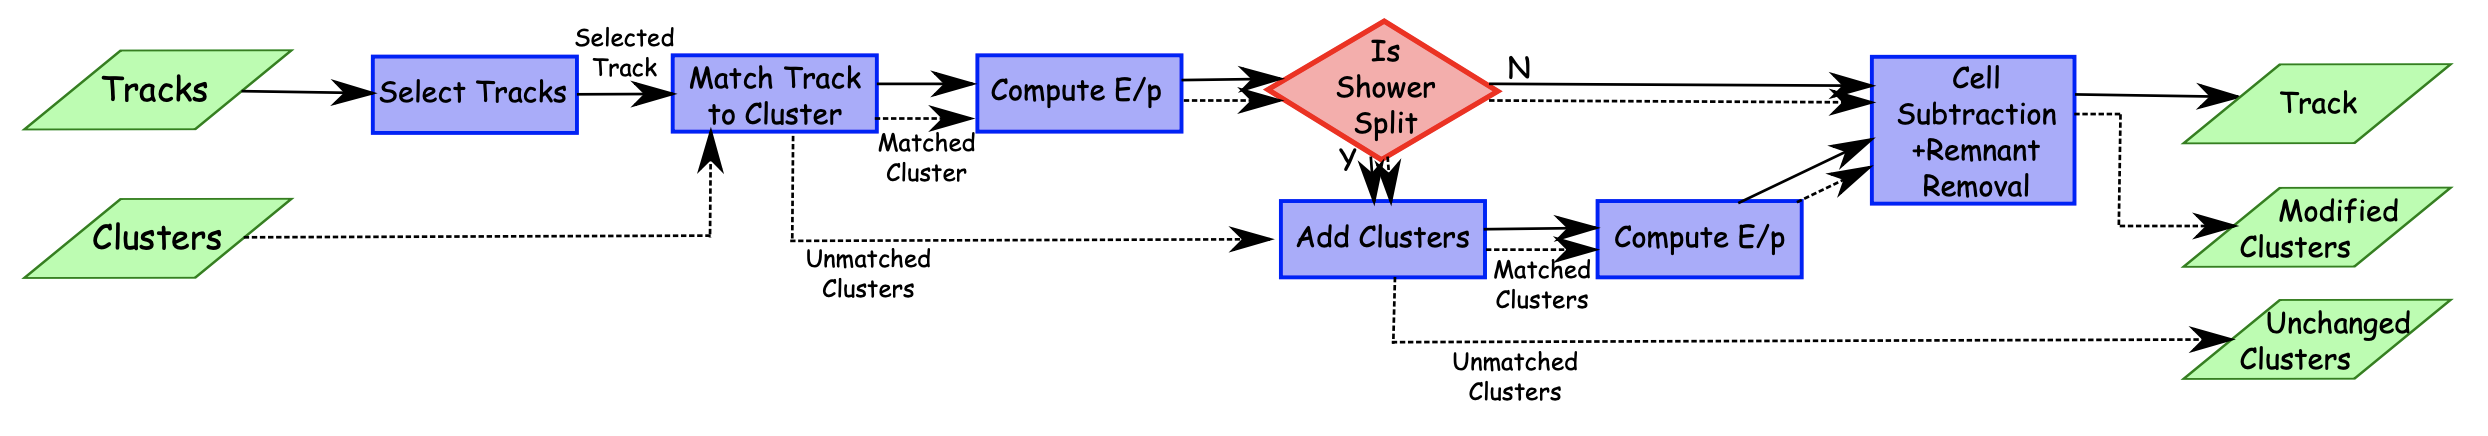 Tracks
Select Tracks
Selected
Track
Match Track
to Cluster
Matched
Cluster
Compute E/p
Is
Shower
Split
N
Y
Cell
Subtraction
+Remnant
Removal
Track
Clusters
Unmatched
Clusters
Add Clusters
Matched
Clusters
Compute E/p
Modified
Clusters
Unmatched
Clusters
Unchanged
Clusters